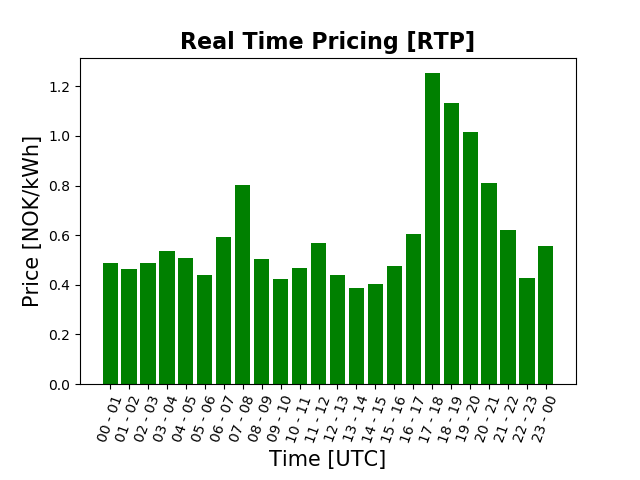 Real Time Pricing [RTP]
Price [NOK/kWh]
1.2
1.0
0.8
0.6
0.4
0.2
0.0
00 - 01
01 - 02
02 - 03
03 - 04
04 - 05
05 - 06
06 - 07
07 - 08
08 - 09
09 - 10
10 - 11
11 - 12
12 - 13
13 - 14
14 - 15
15 - 16
16 - 17
17 - 18
18 - 19
19 - 20
20 - 21
21 - 22
22 - 23
23 - 00
Time [UTC]